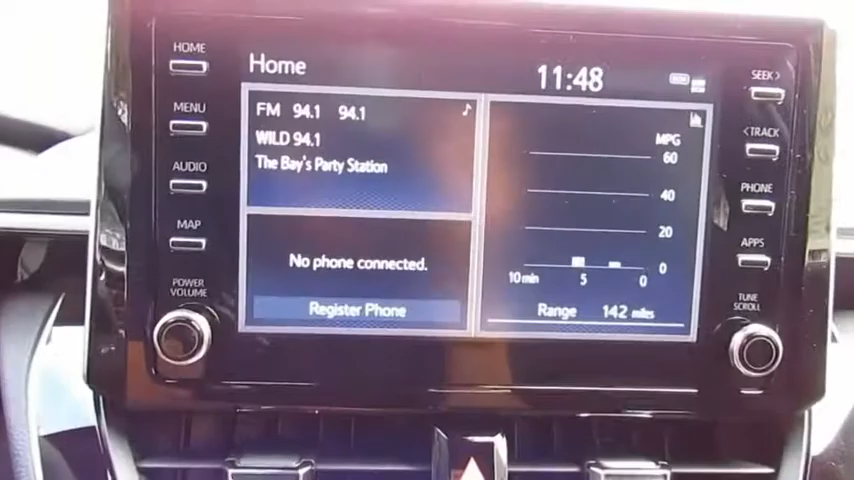 HOME
MENU
AUDIO
MAP
POWER
VOLUME
Home
11:48
FM 94.1 94.1
WILD 94.1
The Bay's Party Station
No phone connected.
Register Phone
MPG
60
40
20
0
10 min 5 0
Range 142 miles
SEEK >
< TRACK
PHONE
APPS
TUNE
SCROLL